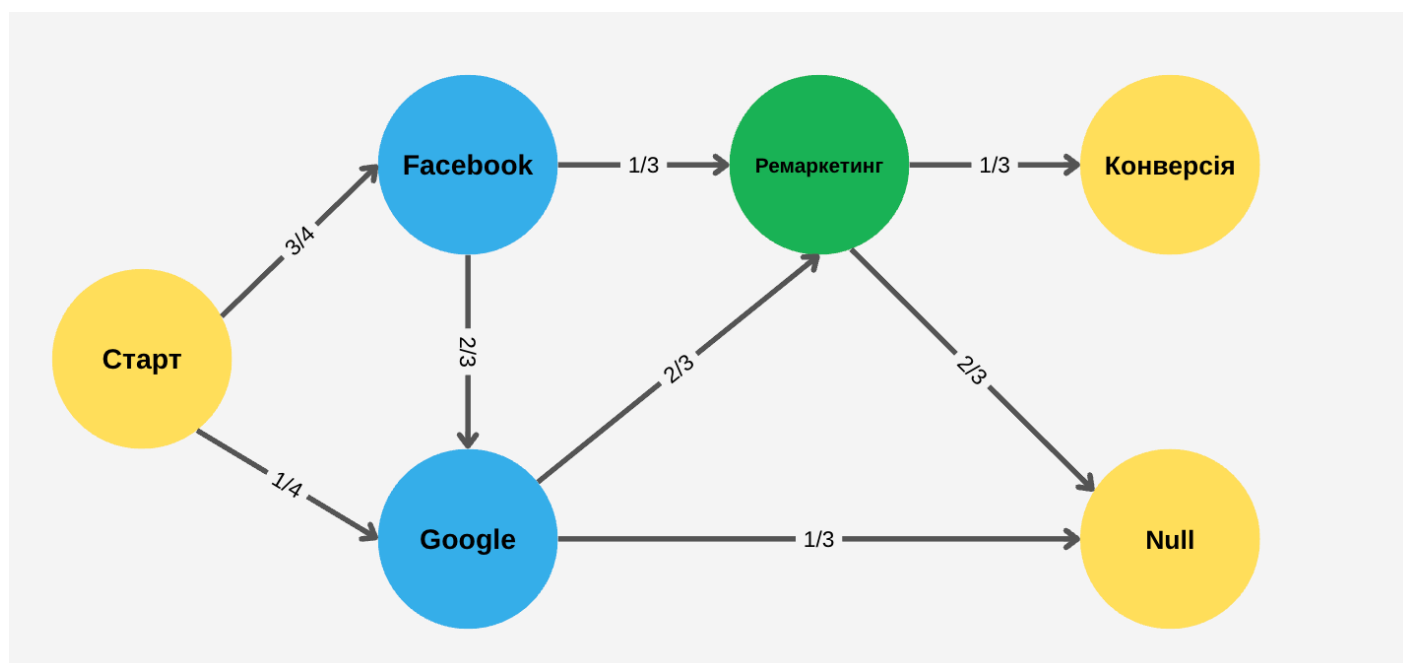 Facebook
1/3
Ремаркетинг
1/3
Конверсія
3/4
Старт
2/3
2/3
2/3
1/4
Google
1/3
Null